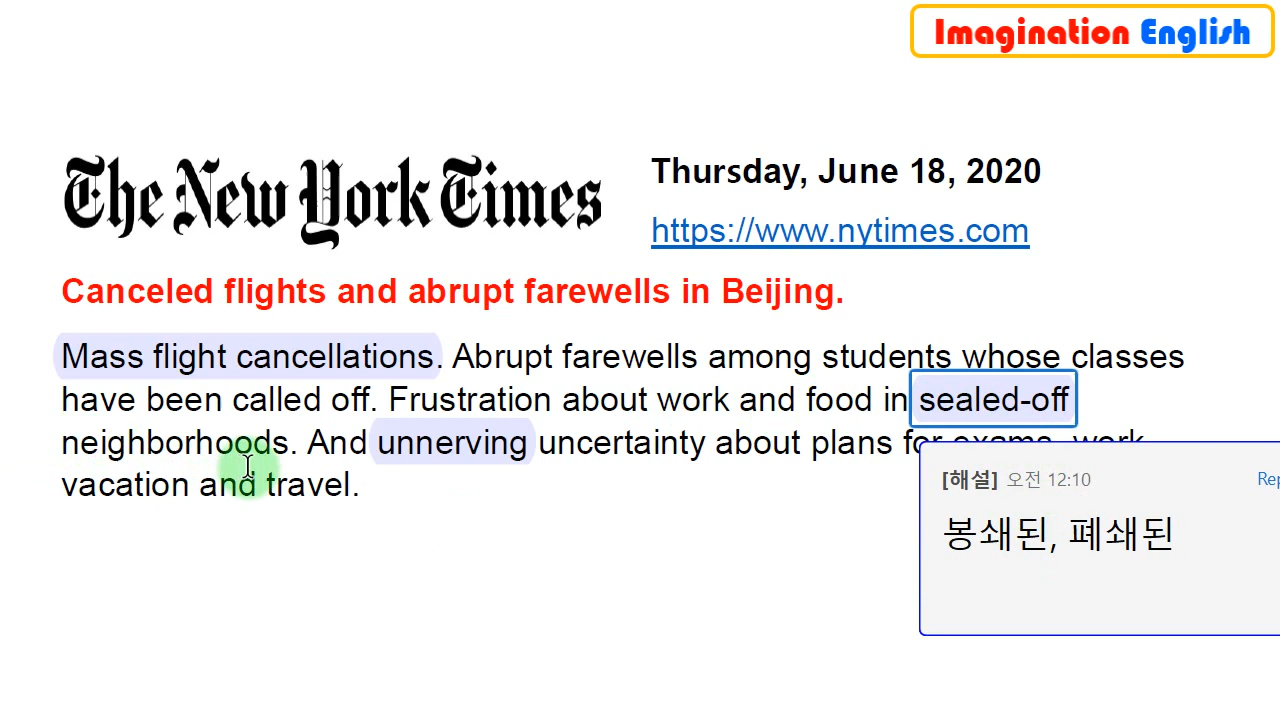 Imagination English
The New York Times
Thursday, June 18, 2020
https://www.nytimes.com
Canceled flights and abrupt farewells in Beijing.
Mass flight cancellations. Abrupt farewells among students whose classes
have been called off. Frustration about work and food in sealed-off
neighborhoods. And unnerving uncertainty about plans for exams, work,
vacation and travel.
[해설] 오전 12:10
봉쇄된, 폐쇄된